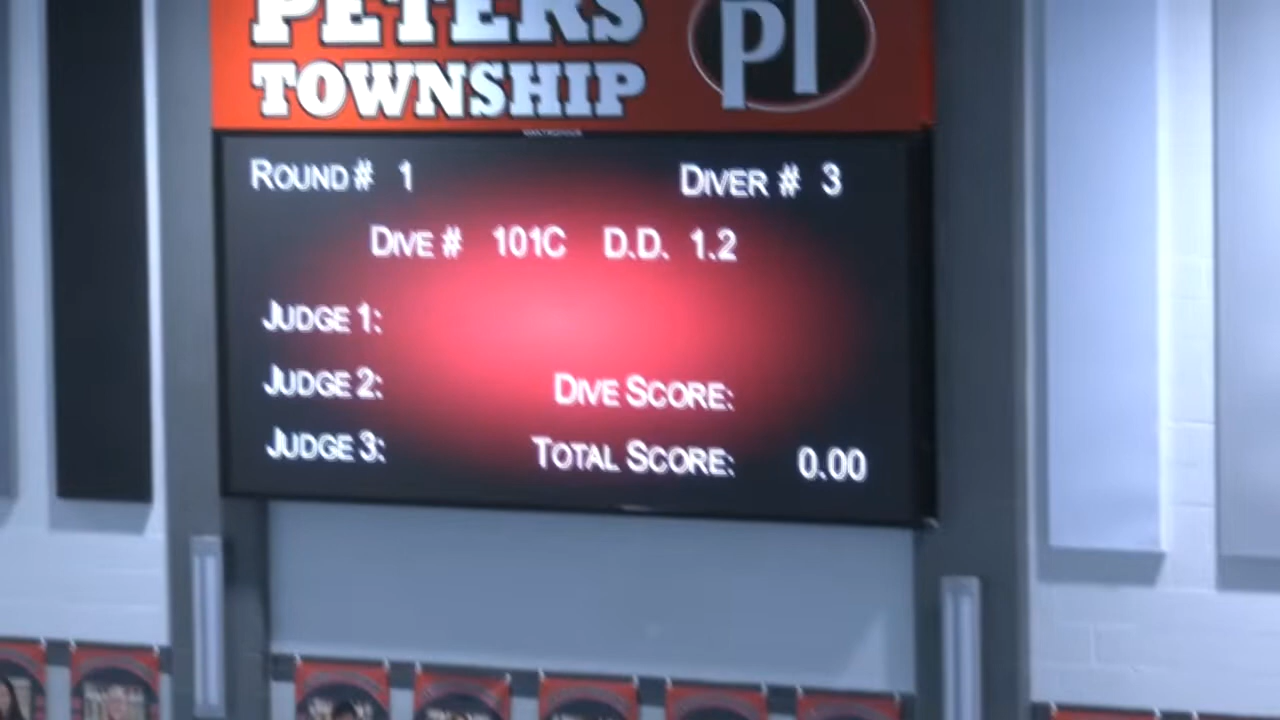 PETERS
TOWNSHIP
PT
ROUND # 1
DIVER # 3
DIVE # 101C D.D. 1.2
JUDGE 1:
JUDGE 2:
DIVE SCORE:
JUDGE 3:
TOTAL SCORE: 0.00